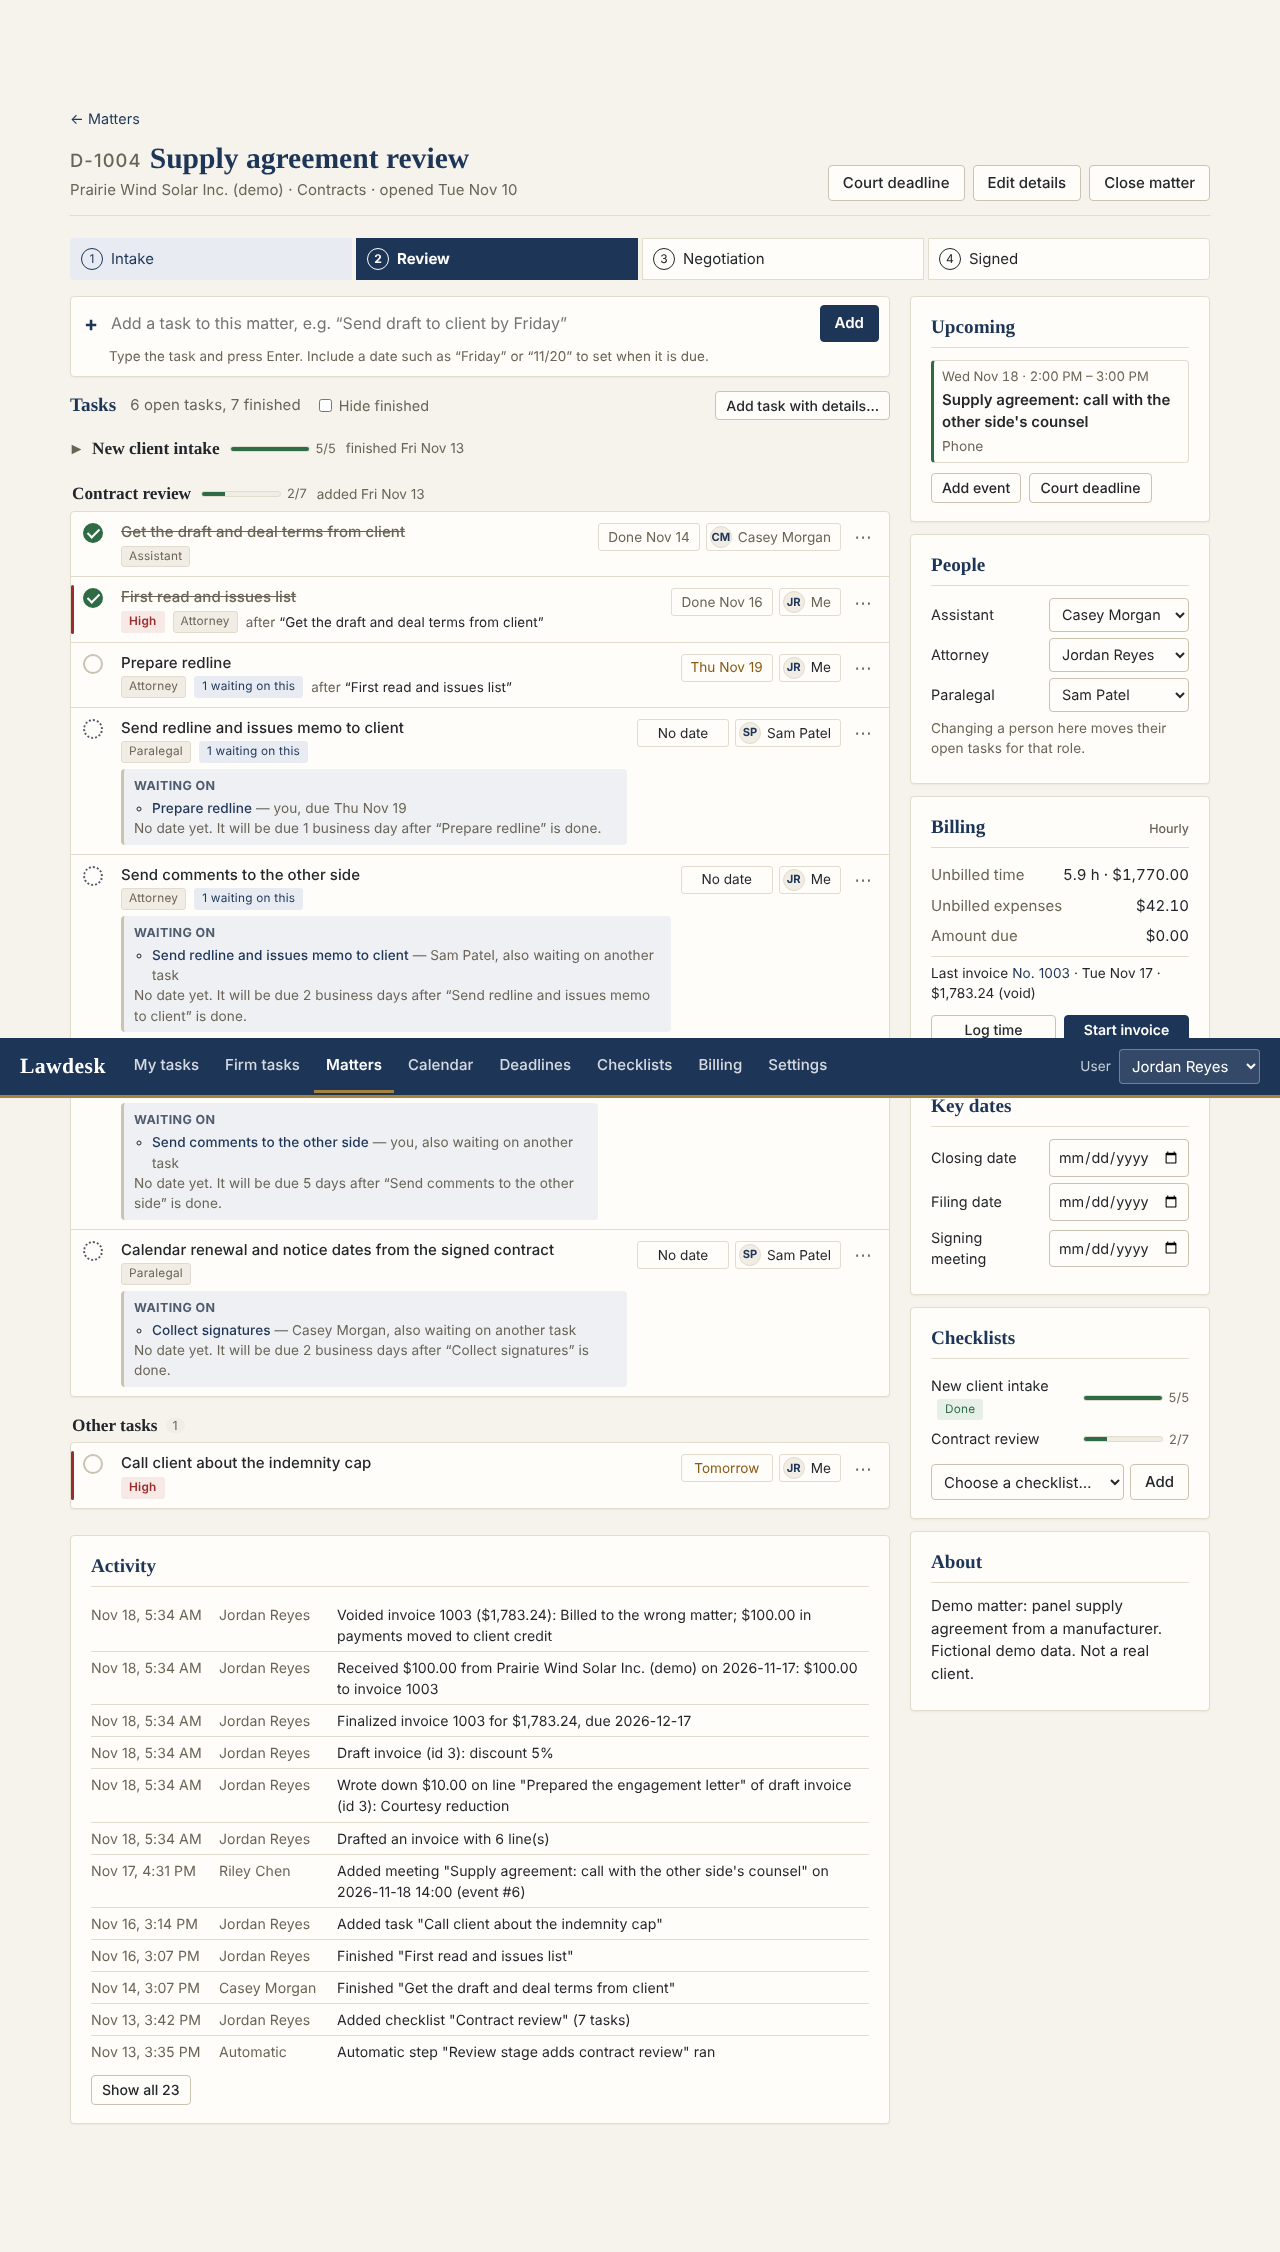 ← Matters
D-1004 Supply agreement review
Prairie Wind Solar Inc. (demo) · Contracts · opened Tue Nov 10
Court deadline
Edit details
Close matter
1 Intake
2 Review
3 Negotiation
4 Signed
+ Add a task to this matter, e.g. “Send draft to client by Friday”
Add
Type the task and press Enter. Include a date such as “Friday” or “11/20” to set when it is due.
Tasks 6 open tasks, 7 finished Hide finished Add task with details...
▶ New client intake 5/5 finished Fri Nov 13
Contract review 2/7 added Fri Nov 13
Get the draft and deal terms from client Done Nov 14 CM Casey Morgan ⋯
Assistant
First read and issues list Done Nov 16 JR Me ⋯
High Attorney after “Get the draft and deal terms from client”
Prepare redline Thu Nov 19 JR Me ⋯
Attorney 1 waiting on this after “First read and issues list”
Send redline and issues memo to client No date SP Sam Patel ⋯
Paralegal 1 waiting on this
WAITING ON
◦ Prepare redline — you, due Thu Nov 19
No date yet. It will be due 1 business day after “Prepare redline” is done.
Send comments to the other side No date JR Me ⋯
Attorney 1 waiting on this
WAITING ON
◦ Send redline and issues memo to client — Sam Patel, also waiting on another
task
No date yet. It will be due 2 business days after “Send redline and issues memo
to client” is done.
Upcoming
Wed Nov 18 · 2:00 PM – 3:00 PM
Supply agreement: call with the
other side's counsel
Phone
Add event Court deadline
People
Assistant Casey Morgan
Attorney Jordan Reyes
Paralegal Sam Patel
Changing a person here moves their
open tasks for that role.
Billing Hourly
Unbilled time 5.9 h · $1,770.00
Unbilled expenses $42.10
Amount due $0.00
Last invoice No. 1003 · Tue Nov 17 ·
$1,783.24 (void)
Log time Start invoice
Lawdesk My tasks Firm tasks Matters Calendar Deadlines Checklists Billing Settings User Jordan Reyes
WAITING ON
◦ Send comments to the other side — you, also waiting on another
task
No date yet. It will be due 5 days after “Send comments to the other
side” is done.
Calendar renewal and notice dates from the signed contract No date SP Sam Patel ⋯
Paralegal
WAITING ON
◦ Collect signatures — Casey Morgan, also waiting on another task
No date yet. It will be due 2 business days after “Collect signatures” is
done.
Other tasks 1
Call client about the indemnity cap Tomorrow JR Me ⋯
High
Key dates
Closing date mm/dd/yyyy
Filing date mm/dd/yyyy
Signing
meeting mm/dd/yyyy
Checklists
New client intake
Done 5/5
Contract review 2/7
Choose a checklist... Add
About
Demo matter: panel supply
agreement from a manufacturer.
Fictional demo data. Not a real
client.
Activity
Nov 18, 5:34 AM Jordan Reyes Voided invoice 1003 ($1,783.24): Billed to the wrong matter; $100.00 in
payments moved to client credit
Nov 18, 5:34 AM Jordan Reyes Received $100.00 from Prairie Wind Solar Inc. (demo) on 2026-11-17: $100.00
to invoice 1003
Nov 18, 5:34 AM Jordan Reyes Finalized invoice 1003 for $1,783.24, due 2026-12-17
Nov 18, 5:34 AM Jordan Reyes Draft invoice (id 3): discount 5%
Nov 18, 5:34 AM Jordan Reyes Wrote down $10.00 on line "Prepared the engagement letter" of draft invoice
(id 3): Courtesy reduction
Nov 18, 5:34 AM Jordan Reyes Drafted an invoice with 6 line(s)
Nov 17, 4:31 PM Riley Chen Added meeting "Supply agreement: call with the other side's counsel" on
2026-11-18 14:00 (event #6)
Nov 16, 3:14 PM Jordan Reyes Added task "Call client about the indemnity cap"
Nov 16, 3:07 PM Jordan Reyes Finished "First read and issues list"
Nov 14, 3:07 PM Casey Morgan Finished "Get the draft and deal terms from client"
Nov 13, 3:42 PM Jordan Reyes Added checklist "Contract review" (7 tasks)
Nov 13, 3:35 PM Automatic Automatic step "Review stage adds contract review" ran
Show all 23